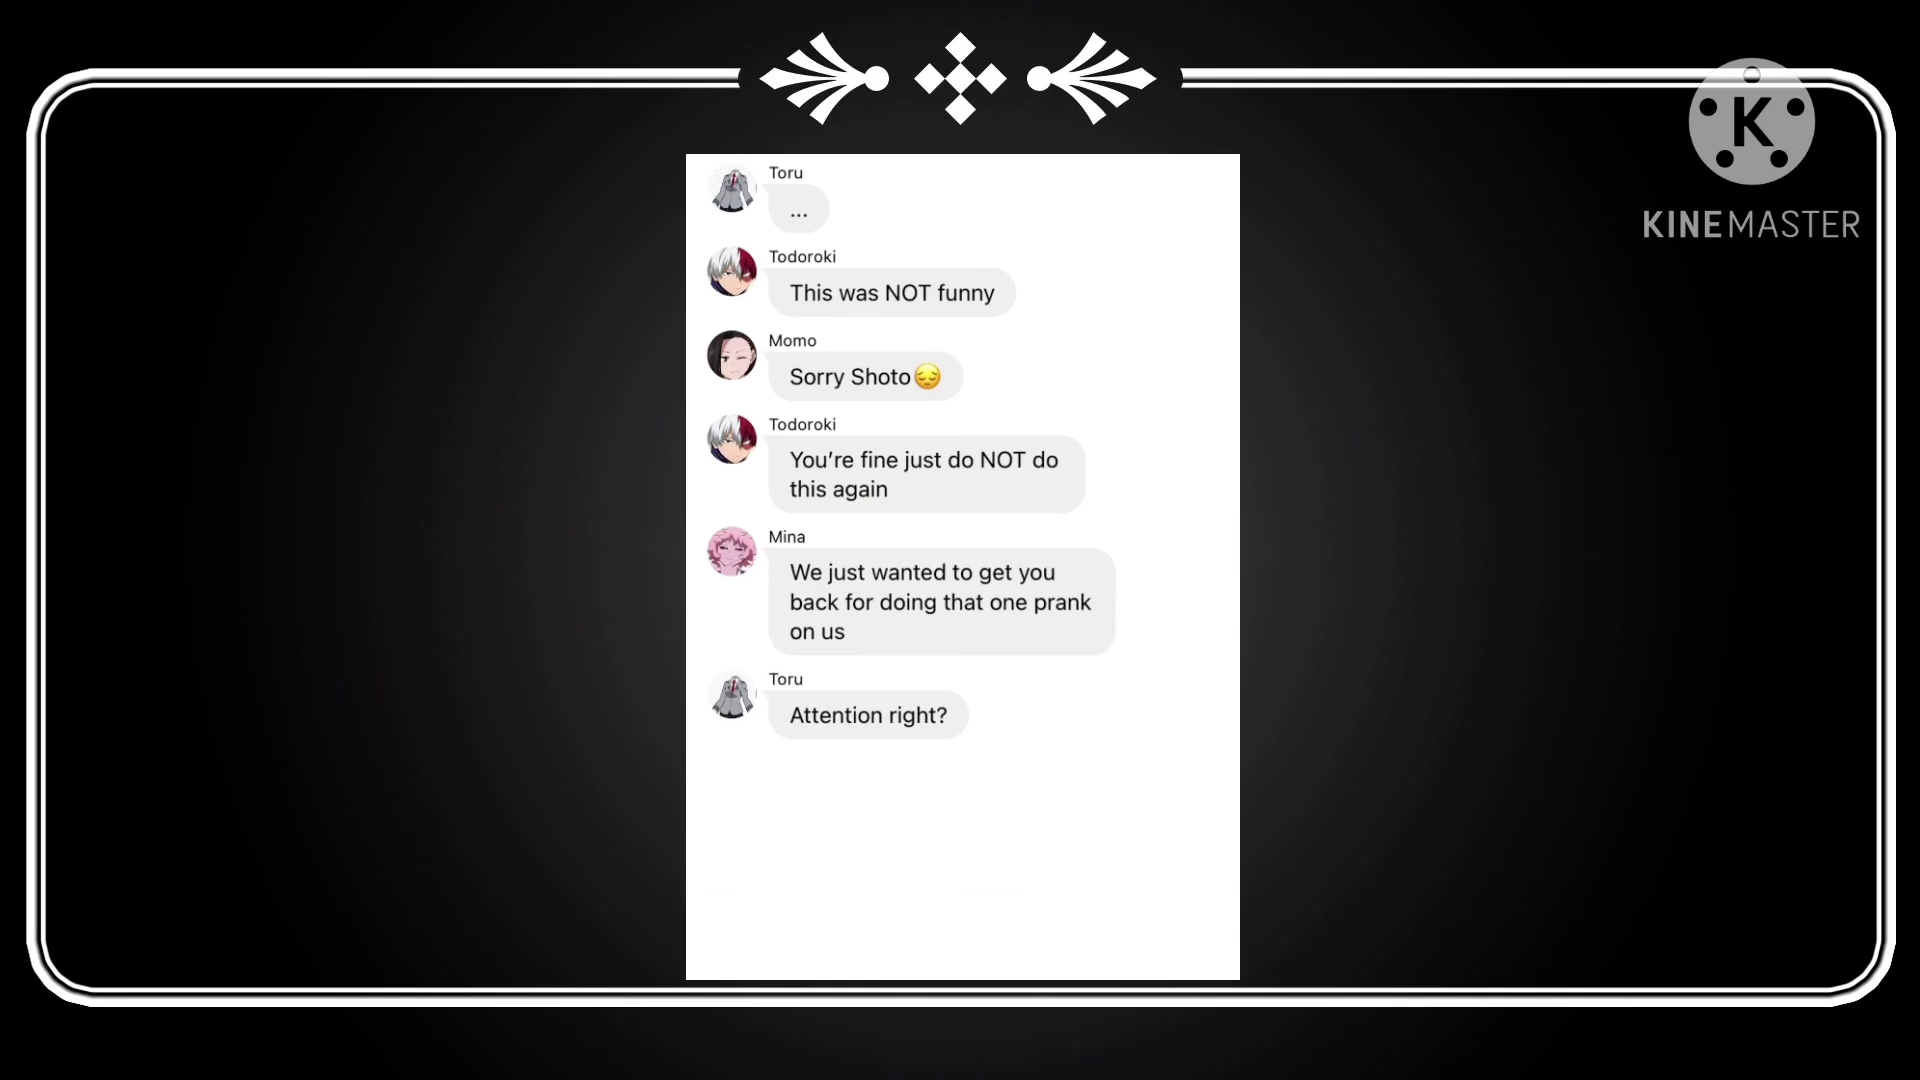 Toru
...
Todoroki
This was NOT funny
Momo
Sorry Shoto😔
Todoroki
You’re fine just do NOT do
this again
Mina
We just wanted to get you
back for doing that one prank
on us
Toru
Attention right?
K
KINEMASTER